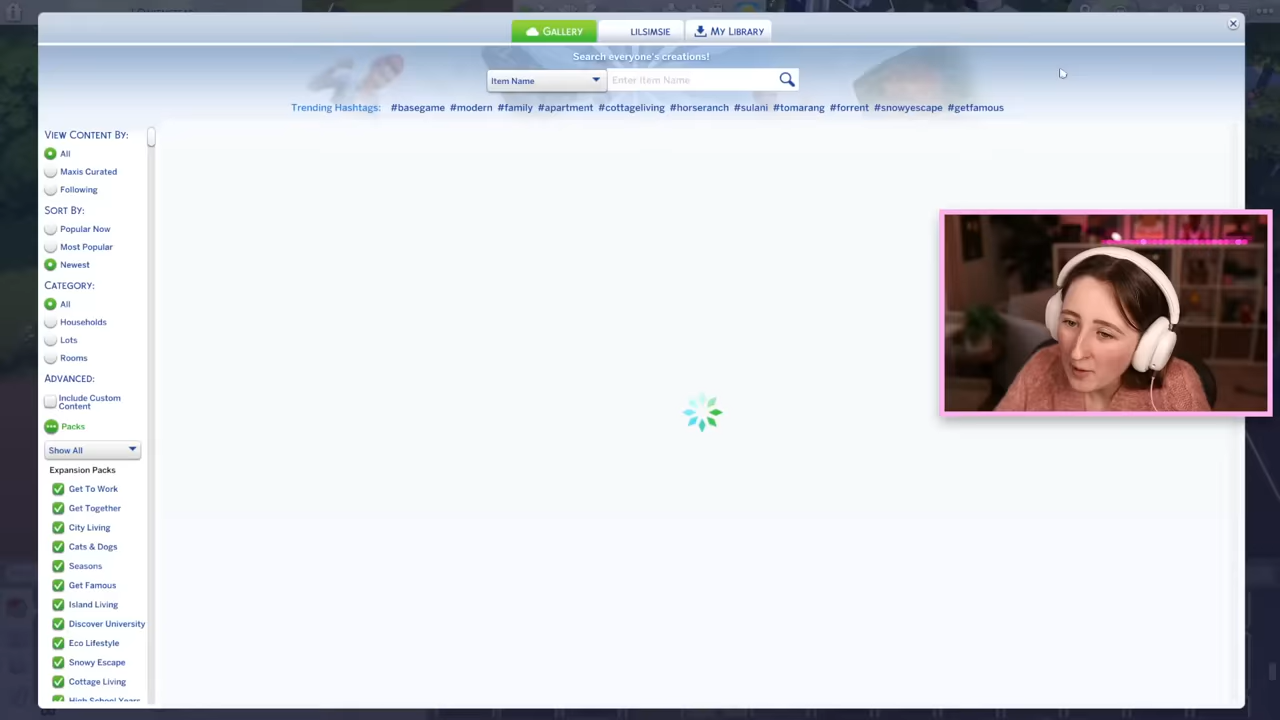 GALLERY
LILSIMSIE
MY LIBRARY
Search everyone's creations!
Item Name
Enter Item Name
Trending Hashtags: #basegame #modern #family #apartment #cottageliving #horseranch #sulani #tomarang #forrent #snowyescape #getfamous
VIEW CONTENT BY:
All
Maxis Curated
Following
SORT BY:
Popular Now
Most Popular
Newest
CATEGORY:
All
Households
Lots
Rooms
ADVANCED:
Include Custom
Content
Packs
Show All
Expansion Packs
Get To Work
Get Together
City Living
Cats & Dogs
Seasons
Get Famous
Island Living
Discover University
Eco Lifestyle
Snowy Escape
Cottage Living
High School Years